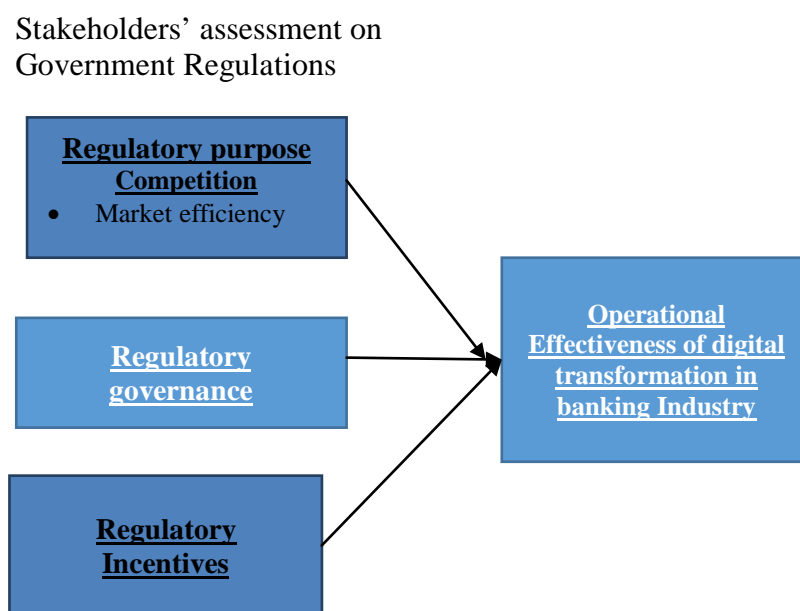 Stakeholders’ assessment on
Government Regulations
Regulatory purpose
Competition
• Market efficiency
Regulatory
governance
Regulatory
Incentives
Operational
Effectiveness of digital
transformation in
banking Industry